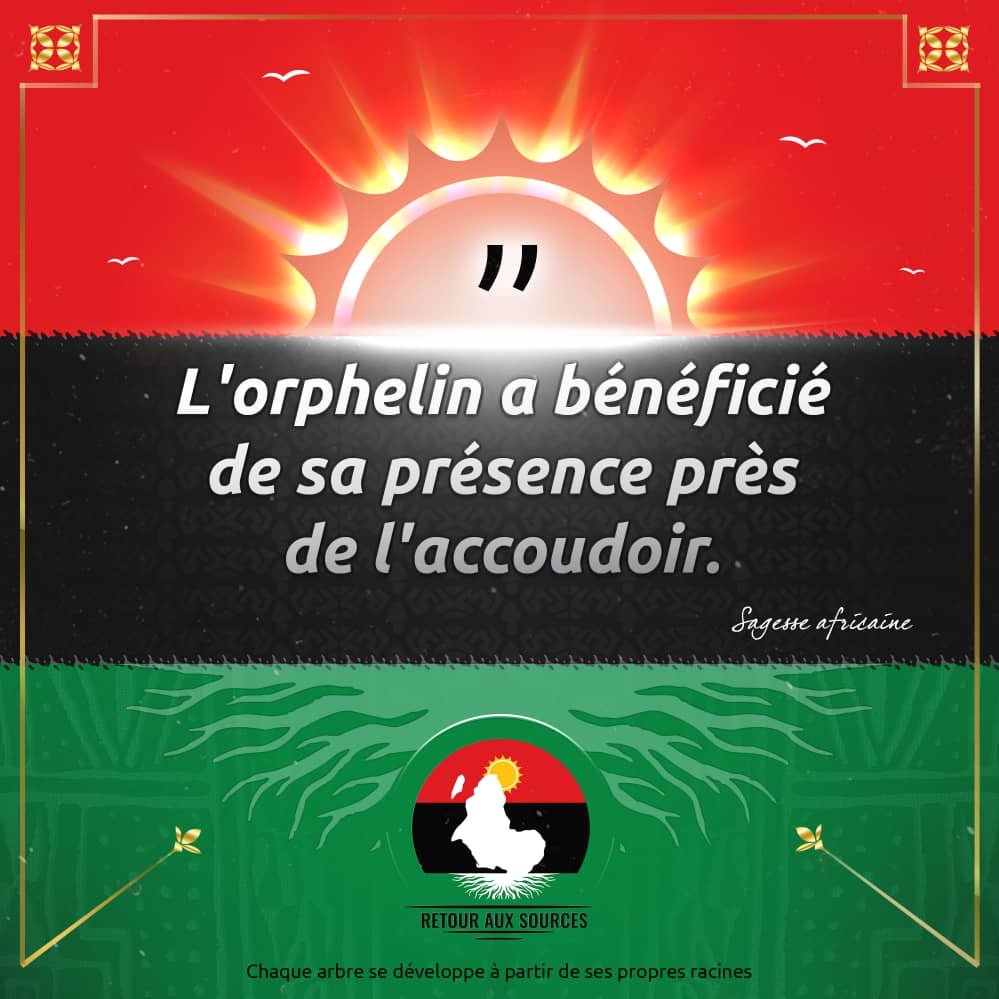 ”
L'orphelin a bénéficié
de sa présence près
de l'accoudoir.
Sagesse africaine
RETOUR AUX SOURCES
Chaque arbre se développe à partir de ses propres racines